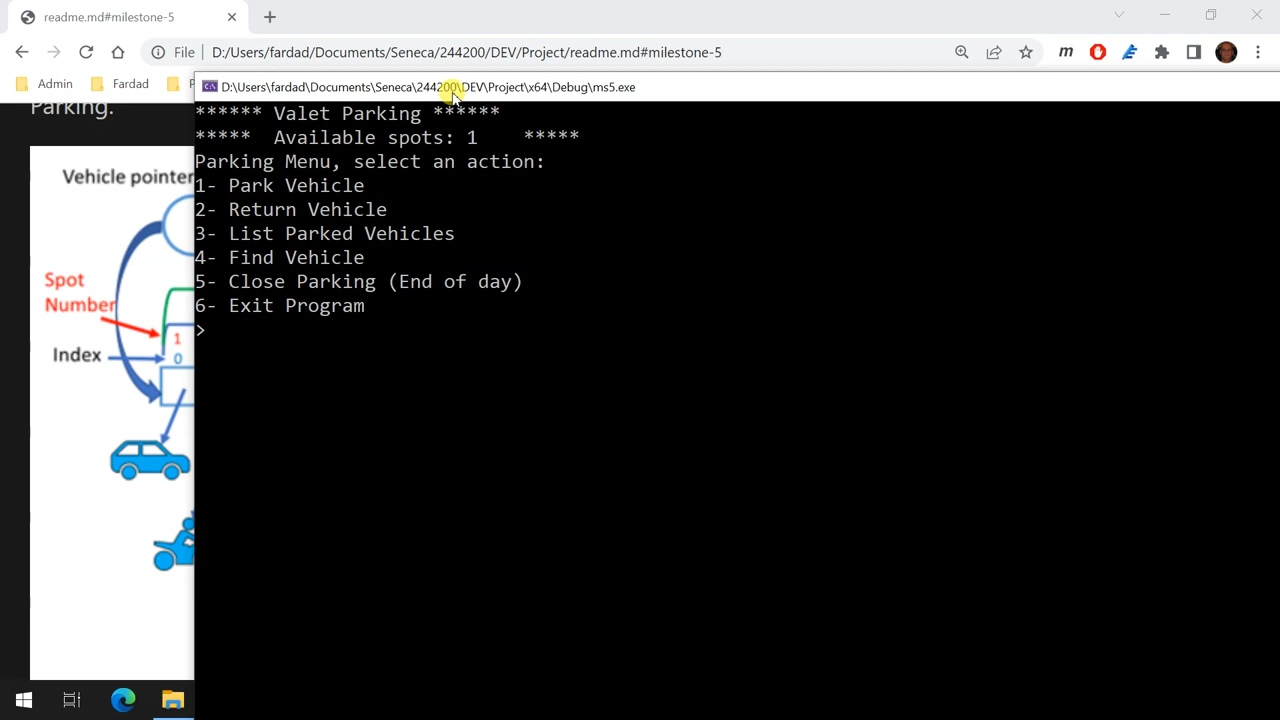 readme.md#milestone-5
File
D:/Users/fardad/Documents/Seneca/244200/DEV/Project/readme.md#milestone-5
m
Admin
Fardad
P
D:\Users\fardad\Documents\Seneca\244200\DEV\Project\x64\Debug\ms5.exe
Parking.
****** Valet Parking ******
*****  Available spots: 1    *****
Parking Menu, select an action:
1- Park Vehicle
2- Return Vehicle
3- List Parked Vehicles
4- Find Vehicle
5- Close Parking (End of day)
6- Exit Program
>
Vehicle pointer
Spot
Number
1
Index
0